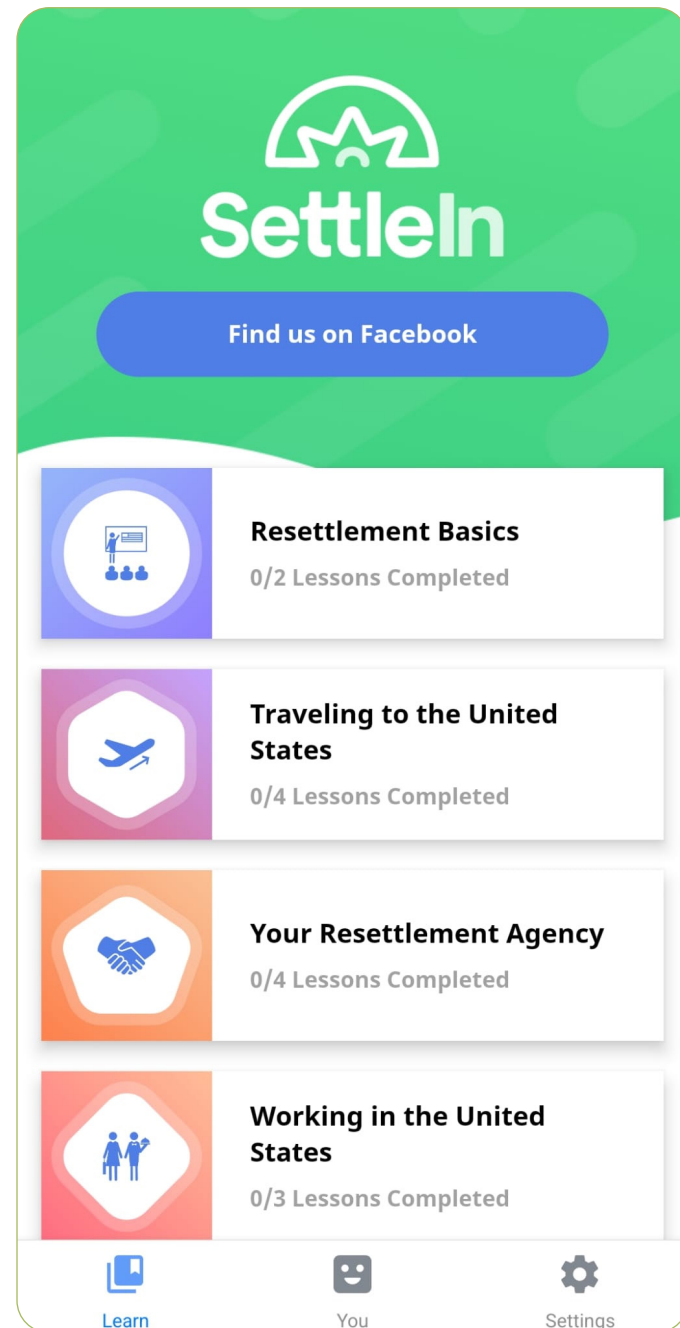 SettleIn
Find us on Facebook
Resettlement Basics
0/2 Lessons Completed
Traveling to the United
States
0/4 Lessons Completed
Your Resettlement Agency
0/4 Lessons Completed
Working in the United
States
0/3 Lessons Completed
Learn
You
Settings